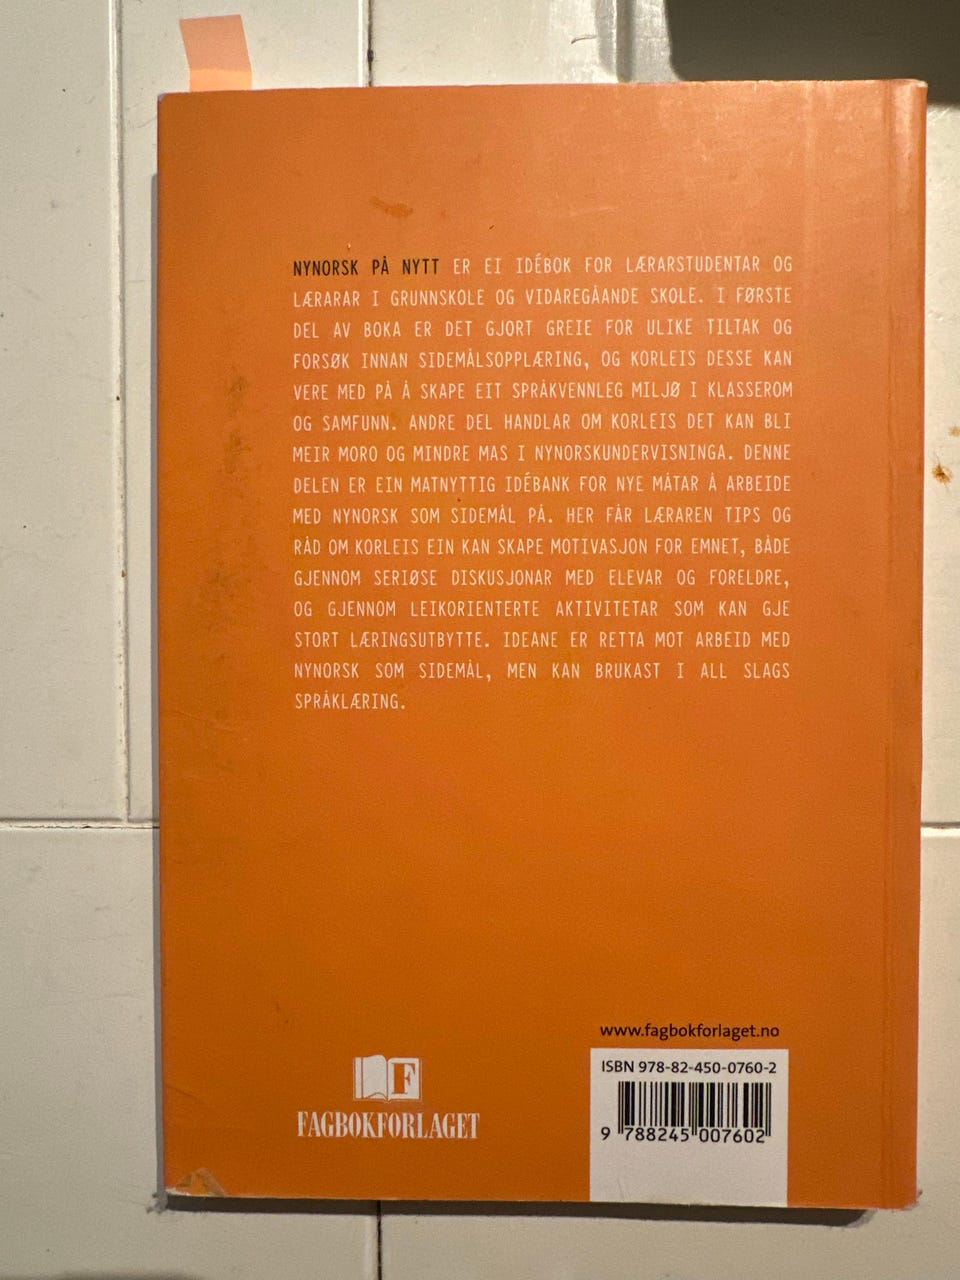 NYNORSK PÅ NYTT ER EI IDÉBOK FOR LÆRARSTUDENTAR OG
LÆRARAR I GRUNNSKOLE OG VIDAREGÅANDE SKOLE. I FØRSTE
DEL AV BOKA ER DET GJORT GREIE FOR ULIKE TILTAK OG
FORSØK INNAN SIDEMÅLSOPPLÆRING, OG KORLEIS DESSE KAN
VERE MED PÅ Å SKAPE EIT SPRÅKVENNLEG MILJØ I KLASSEROM
OG SAMFUNN. ANDRE DEL HANDLAR OM KORLEIS DET KAN BLI
MEIR MORO OG MINDRE MAS I NYNORSKUNDERVISNINGA. DENNE
DELEN ER EIN MATNYTTIG IDÉBANK FOR NYE MÅTAR Å ARBEIDE
MED NYNORSK SOM SIDEMÅL PÅ. HER FÅR LÆRAREN TIPS OG
RÅD OM KORLEIS EIN KAN SKAPE MOTIVASJON FOR EMNET, BÅDE
GJENNOM SERIØSE DISKUSJONAR MED ELEVAR OG FORELDRE,
OG GJENNOM LEIKORIENTERTE AKTIVITETAR SOM KAN GJE
STORT LÆRINGSUTBYTTE. IDEANE ER RETTA MOT ARBEID MED
NYNORSK SOM SIDEMÅL, MEN KAN BRUKAST I ALL SLAGS
SPRÅKLÆRING.
www.fagbokforlaget.no
ISBN 978-82-450-0760-2
9 788245 007602
F
FAGBOKFORLAGET